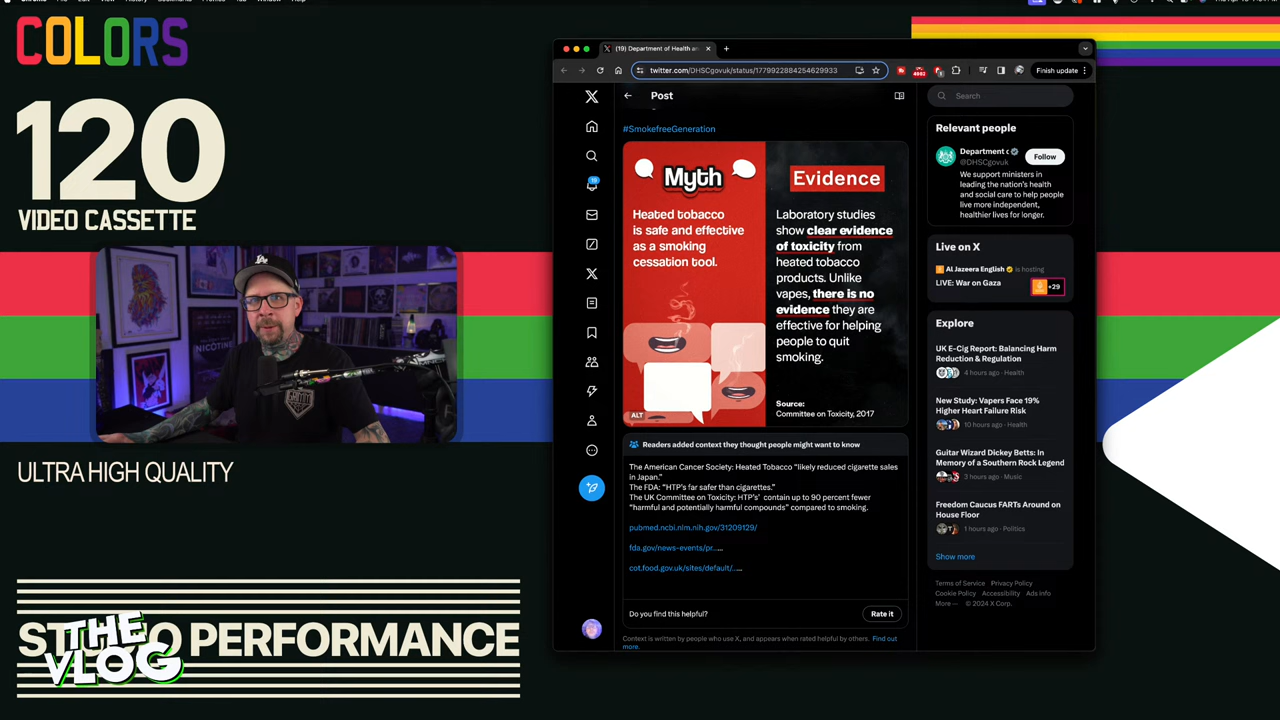 COLORS
120
VIDEO CASSETTE
ULTRA HIGH QUALITY
PERFORMANCE
THE
VLOG
NICOTINE
(19) Department of Health an
twitter.com/DHSCgovuk/status/1779922884254629933
Finish update
Post
#SmokefreeGeneration
Myth
Heated tobacco
is safe and effective
as a smoking
cessation tool.
ALT
Evidence
Laboratory studies
show clear evidence
of toxicity from
heated tobacco
products. Unlike
vapes, there is no
evidence they are
effective for helping
people to quit
smoking.
Source:
Committee on Toxicity, 2017
Readers added context they thought people might want to know
The American Cancer Society: Heated Tobacco "likely reduced cigarette sales
in Japan."
The FDA: "HTP's far safer than cigarettes."
The UK Committee on Toxicity: HTP's' contain up to 90 percent fewer
"harmful and potentially harmful compounds" compared to smoking.
pubmed.ncbi.nlm.nih.gov/31209129/
fda.gov/news-events/pr...…
cot.food.gov.uk/sites/default/...…
Do you find this helpful?
Rate it
Context is written by people who use X, and appears when rated helpful by others. Find out
more.
Search
Relevant people
Department c
@DHSCgovuk
Follow
We support ministers in
leading the nation's health
and social care to help people
live more independent,
healthier lives for longer.
Live on X
Al Jazeera English is hosting
LIVE: War on Gaza
+29
Explore
UK E-Cig Report: Balancing Harm
Reduction & Regulation
4 hours ago · Health
New Study: Vapers Face 19%
Higher Heart Failure Risk
10 hours ago · Health
Guitar Wizard Dickey Betts: In
Memory of a Southern Rock Legend
3 hours ago · Music
Freedom Caucus FARTs Around on
House Floor
1 hours ago · Politics
Show more
Terms of Service Privacy Policy
Cookie Policy Accessibility Ads info
More ··· © 2024 X Corp.